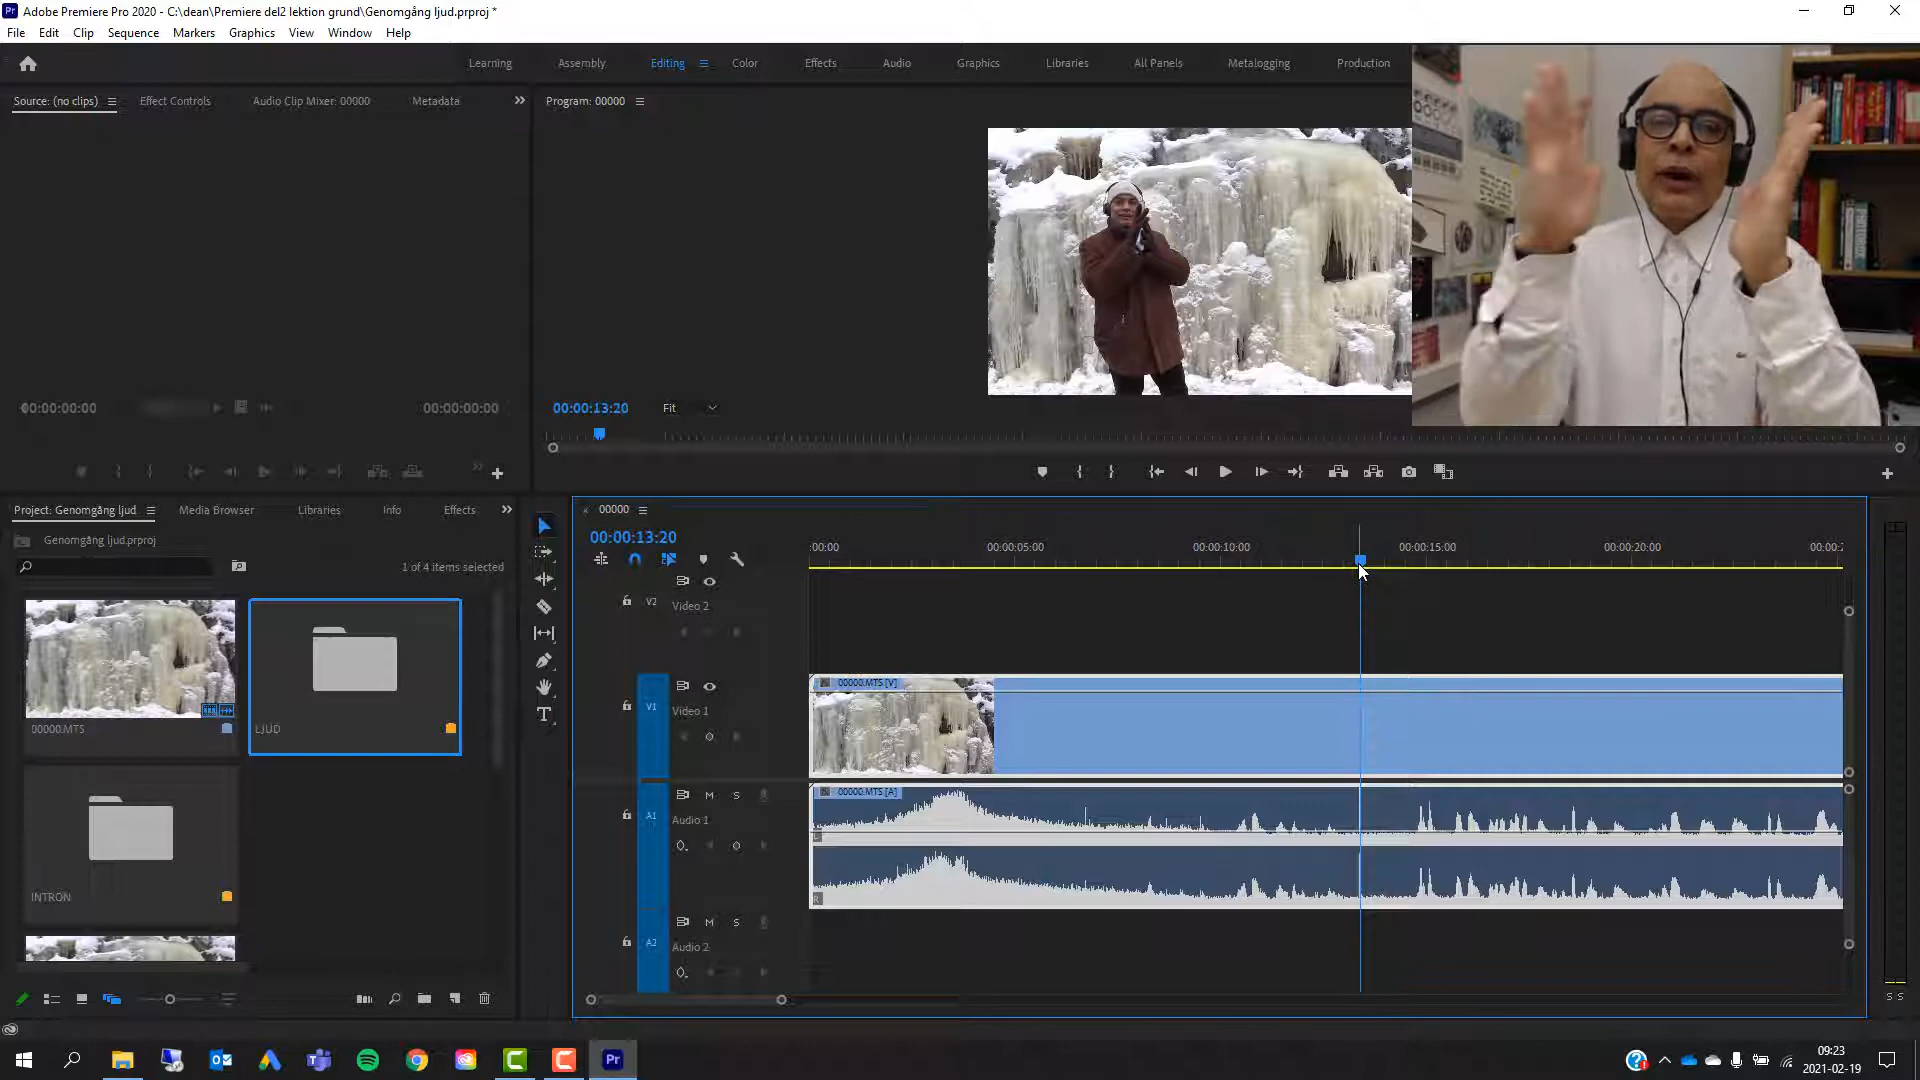 Pr Adobe Premiere Pro 2020 - C:\dean\Premiere del2 lektion grund\Genomgång ljud.prproj *
File Edit Clip Sequence Markers Graphics View Window Help
Learning Assembly Editing Color Effects Audio Graphics Libraries All Panels Metalogging Production
Source: (no clips) Effect Controls Audio Clip Mixer: 00000 Metadata
Program: 00000
00:00:00:00 00:00:00:00
00:00:13:20 Fit
Project: Genomgång ljud Media Browser Libraries Info Effects
Genomgång ljud.prproj
1 of 4 items selected
00000.MTS
LJUD
INTRON
00000
00:00:13:20
:00:00 00:00:05:00 00:00:10:00 00:00:15:00 00:00:20:00 00:00:2
V2 Video 2
00000.MTS [V]
V1 Video 1
M S
00000.MTS [A]
A1 Audio 1
L
R
M S
A2 Audio 2
S S
Pr
09:23
2021-02-19